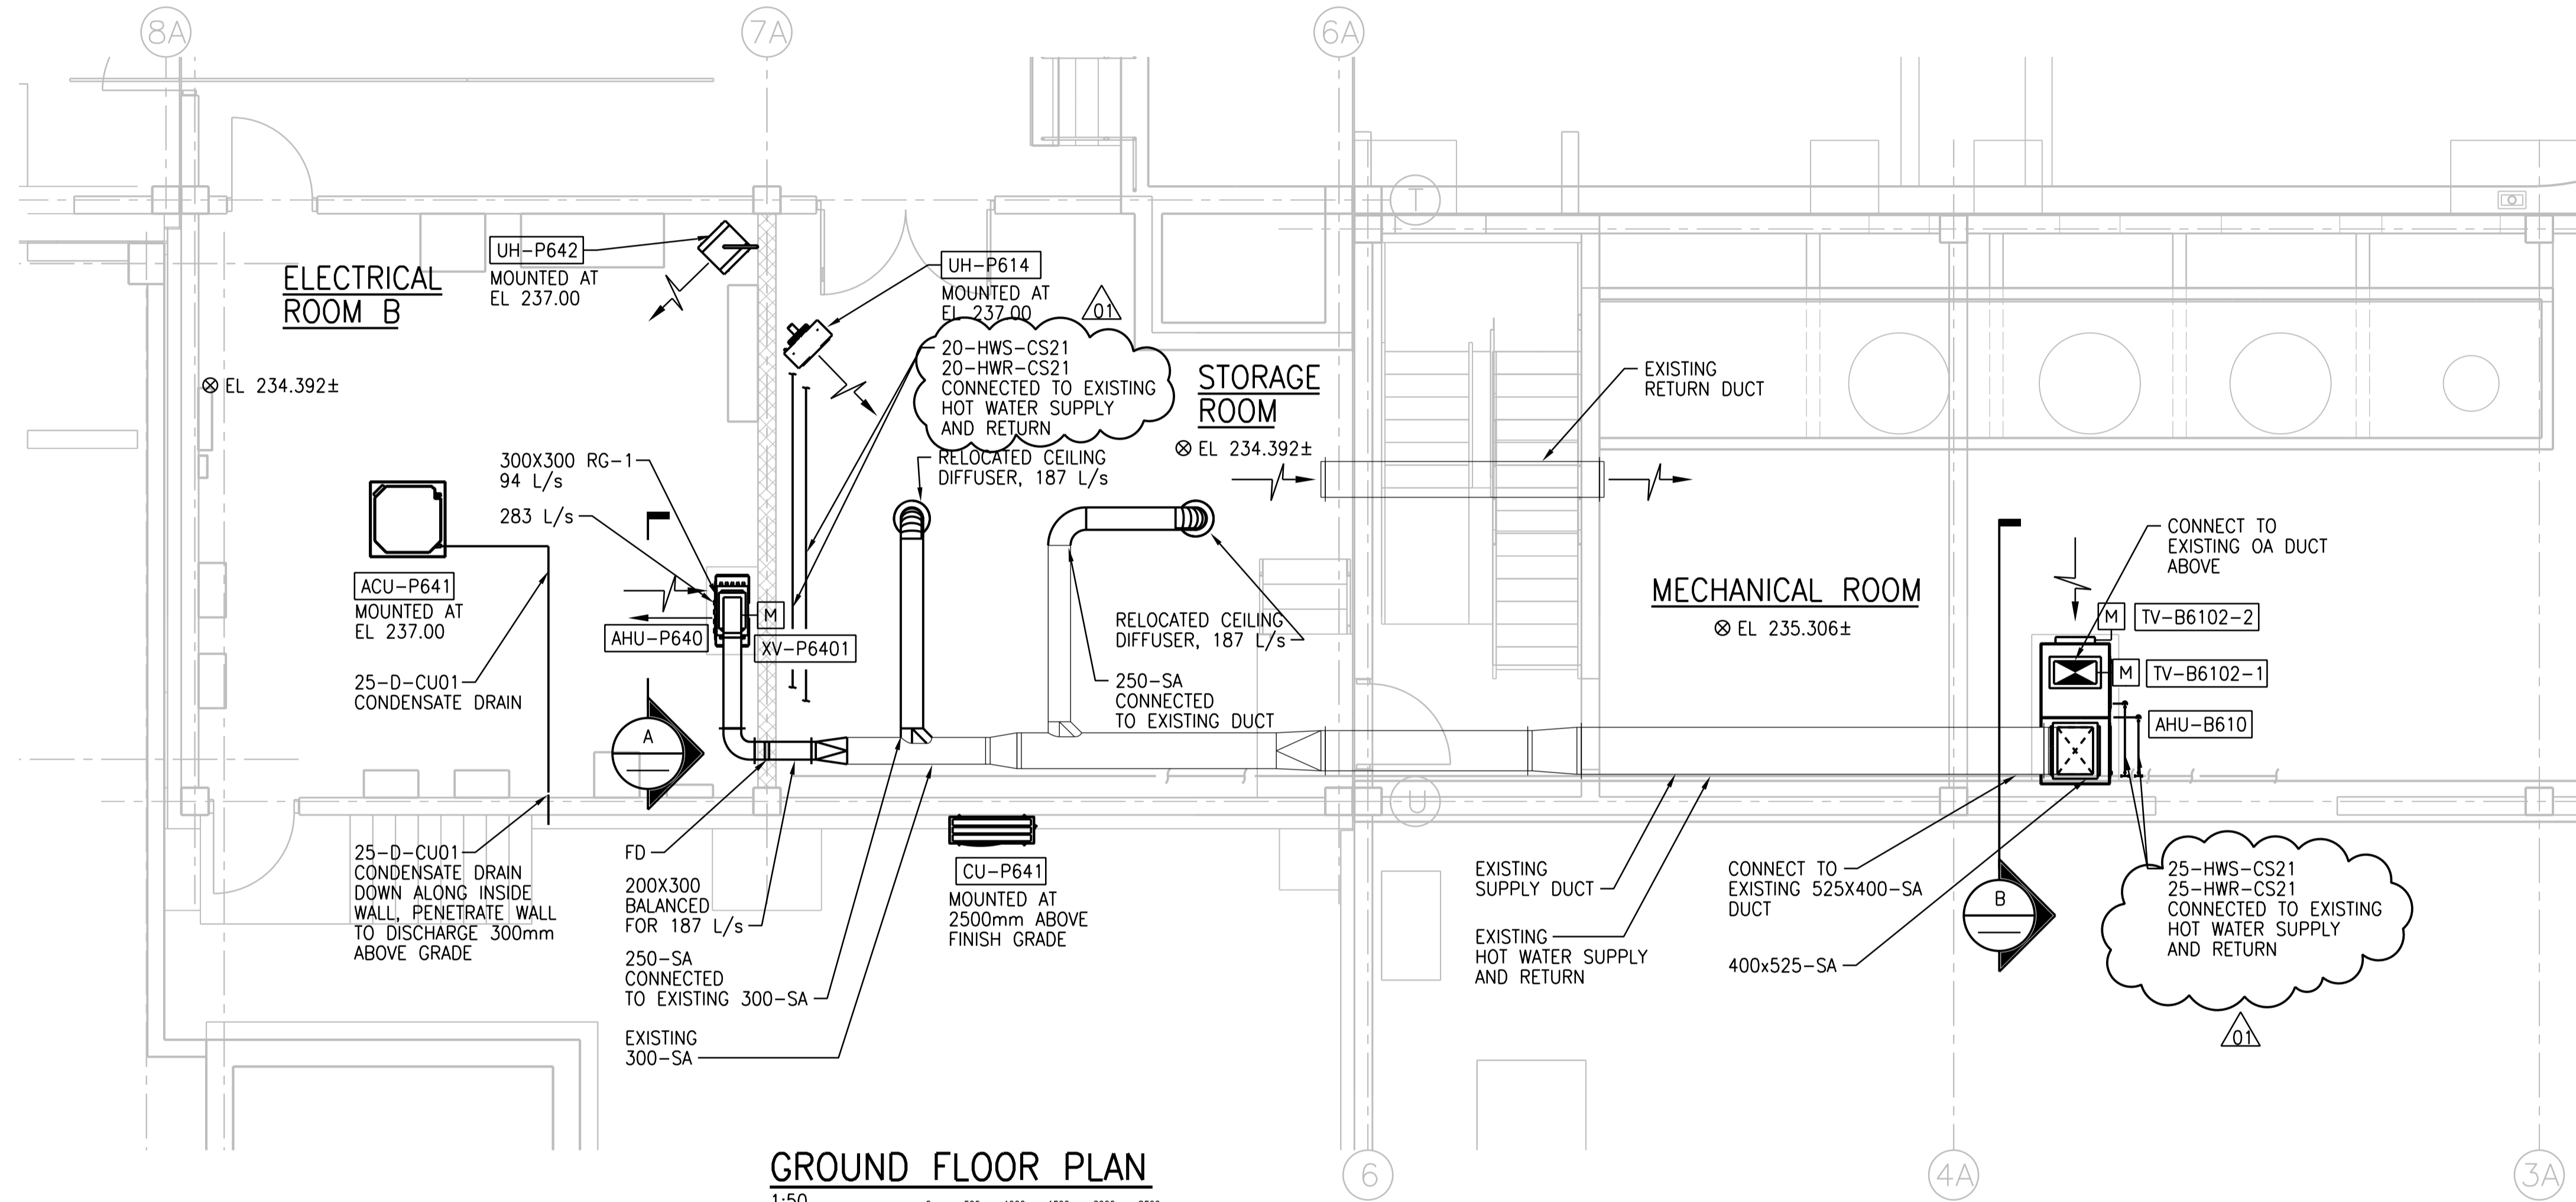 8A
7A
6A
T
UH-P642
MOUNTED AT
EL 237.00
ELECTRICAL
ROOM B
UH-P614
MOUNTED AT
EL 237.00
01
20-HWS-CS21
20-HWR-CS21
CONNECTED TO EXISTING
HOT WATER SUPPLY
AND RETURN
STORAGE
ROOM
EL 234.392±
EL 234.392±
EXISTING
RETURN DUCT
300X300 RG-1
94 L/s
283 L/s
RELOCATED CEILING
DIFFUSER, 187 L/s
ACU-P641
MOUNTED AT
EL 237.00
AHU-P640
M
XV-P6401
RELOCATED CEILING
DIFFUSER, 187 L/s
MECHANICAL ROOM
EL 235.306±
CONNECT TO
EXISTING OA DUCT
ABOVE
M
TV-B6102-2
M
TV-B6102-1
AHU-B610
25-D-CU01
CONDENSATE DRAIN
250-SA
CONNECTED
TO EXISTING DUCT
A
U
25-D-CU01
CONDENSATE DRAIN
DOWN ALONG INSIDE
WALL, PENETRATE WALL
TO DISCHARGE 300mm
ABOVE GRADE
FD
200X300
BALANCED
FOR 187 L/s
250-SA
CONNECTED
TO EXISTING 300-SA
EXISTING
300-SA
CU-P641
MOUNTED AT
2500mm ABOVE
FINISH GRADE
EXISTING
SUPPLY DUCT
EXISTING
HOT WATER SUPPLY
AND RETURN
CONNECT TO
EXISTING 525X400-SA
DUCT
400x525-SA
B
25-HWS-CS21
25-HWR-CS21
CONNECTED TO EXISTING
HOT WATER SUPPLY
AND RETURN
01
GROUND FLOOR PLAN
1:50
6
4A
3A